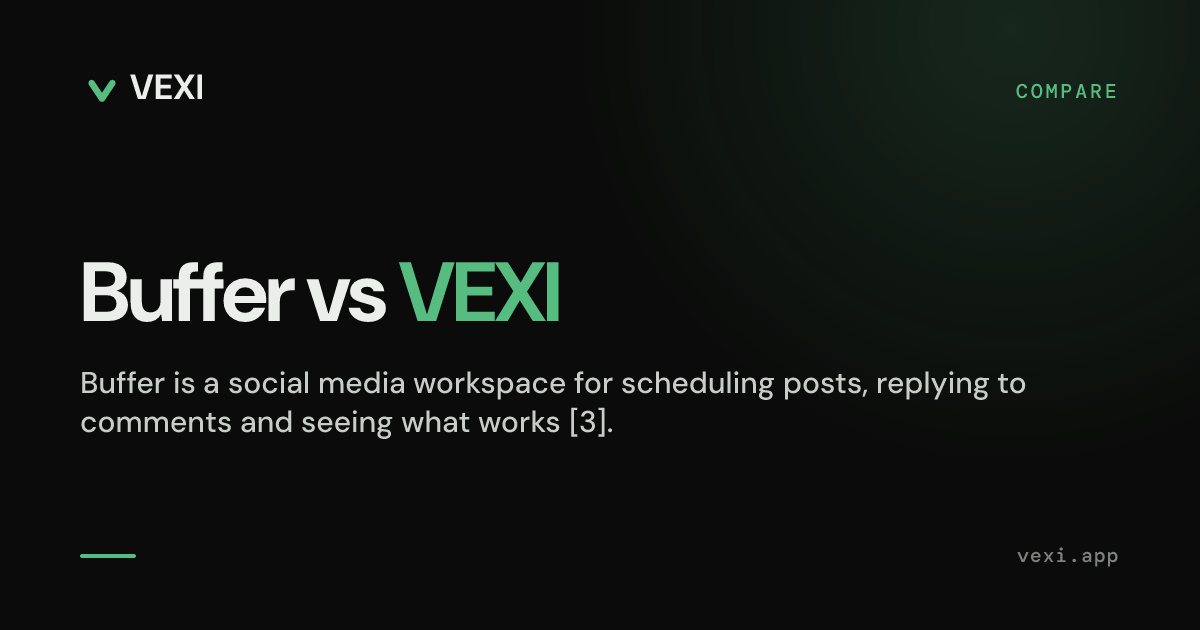 VEXI
COMPARE
Buffer vs VEXI
Buffer is a social media workspace for scheduling posts, replying to
comments and seeing what works [3].
vexi.app